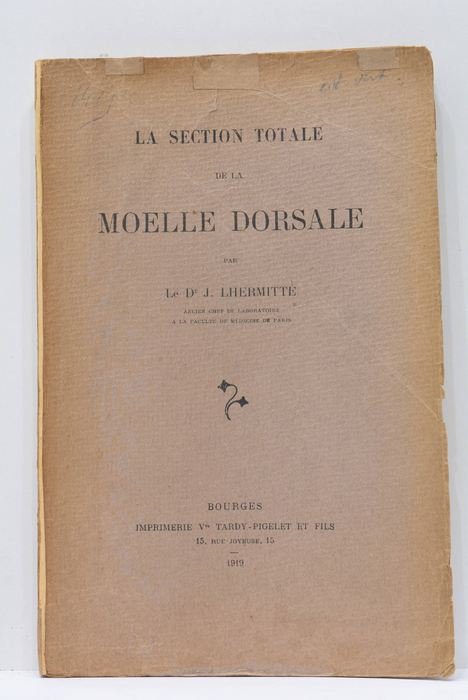 LA SECTION TOTALE
DE LA
MOELLE DORSALE
PAR
Le Dr J. LHERMITTE
ANCIEN CHEF DE LABORATOIRE
A LA FACULTÉ DE MÉDECINE DE PARIS
BOURGES
IMPRIMERIE Vve TARDY-PIGELET ET FILS
15, RUE JOYEUSE, 15
1919